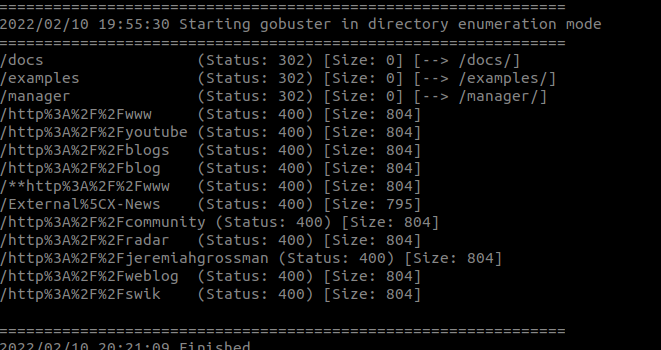 ===============================================================
2022/02/10 19:55:30 Starting gobuster in directory enumeration mode
===============================================================
/docs                 (Status: 302) [Size: 0] [--> /docs/]
/examples             (Status: 302) [Size: 0] [--> /examples/]
/manager              (Status: 302) [Size: 0] [--> /manager/]
/http%3A%2F%2Fwww     (Status: 400) [Size: 804]
/http%3A%2F%2Fyoutube (Status: 400) [Size: 804]
/http%3A%2F%2Fblogs   (Status: 400) [Size: 804]
/http%3A%2F%2Fblog    (Status: 400) [Size: 804]
/**http%3A%2F%2Fwww   (Status: 400) [Size: 804]
/External%5CX-News    (Status: 400) [Size: 795]
/http%3A%2F%2Fcommunity (Status: 400) [Size: 804]
/http%3A%2F%2Fradar   (Status: 400) [Size: 804]
/http%3A%2F%2Fjeremiahgrossman (Status: 400) [Size: 804]
/http%3A%2F%2Fweblog  (Status: 400) [Size: 804]
/http%3A%2F%2Fswik    (Status: 400) [Size: 804]
===============================================================
2022/02/10 20:21:09 Finished